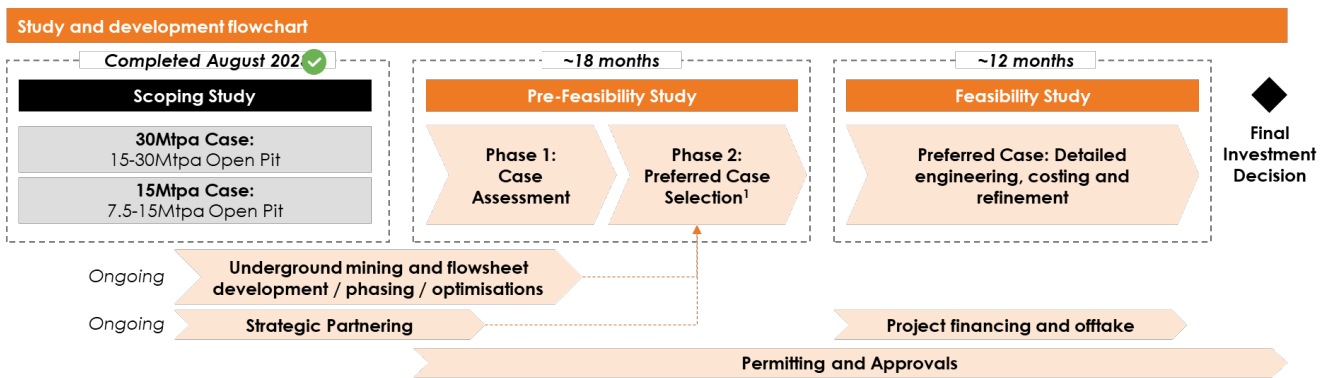 Study and development flowchart
Completed August 202
~18 months
~12 months
Scoping Study
Pre-Feasibility Study
Feasibility Study
30Mtpa Case:
15-30Mtpa Open Pit
15Mtpa Case:
7.5-15Mtpa Open Pit
Phase 1:
Case
Assessment
Phase 2:
Preferred Case
Selection¹
Preferred Case: Detailed
engineering, costing and
refinement
Final
Investment
Decision
Ongoing
Underground mining and flowsheet
development / phasing / optimisations
Ongoing
Strategic Partnering
Project financing and offtake
Permitting and Approvals